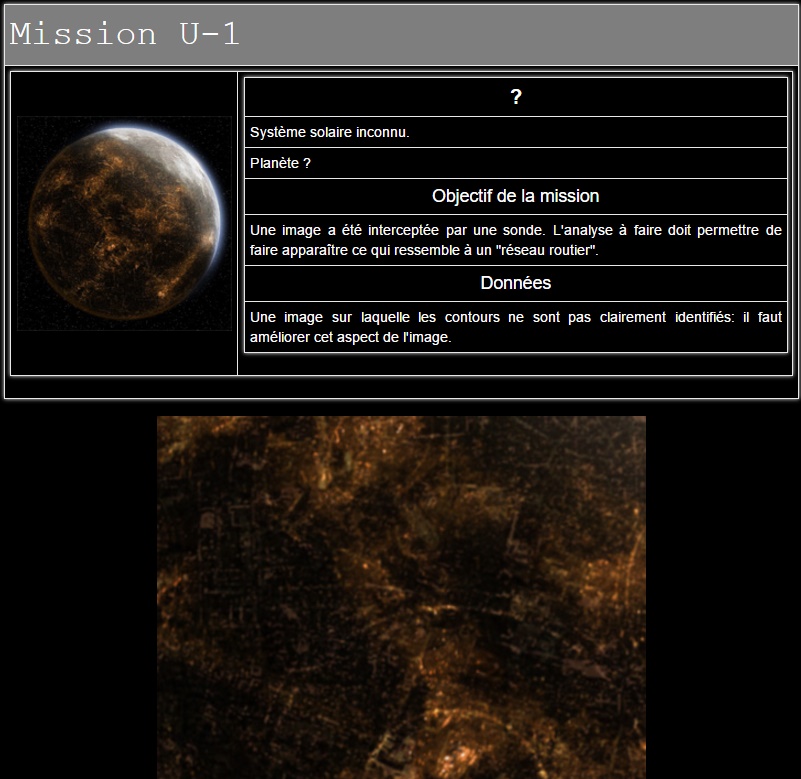 Mission U-1
?
Système solaire inconnu.
Planète ?
Objectif de la mission
Une image a été interceptée par une sonde. L'analyse à faire doit permettre de
faire apparaître ce qui ressemble à un "réseau routier".
Données
Une image sur laquelle les contours ne sont pas clairement identifiés: il faut
améliorer cet aspect de l'image.